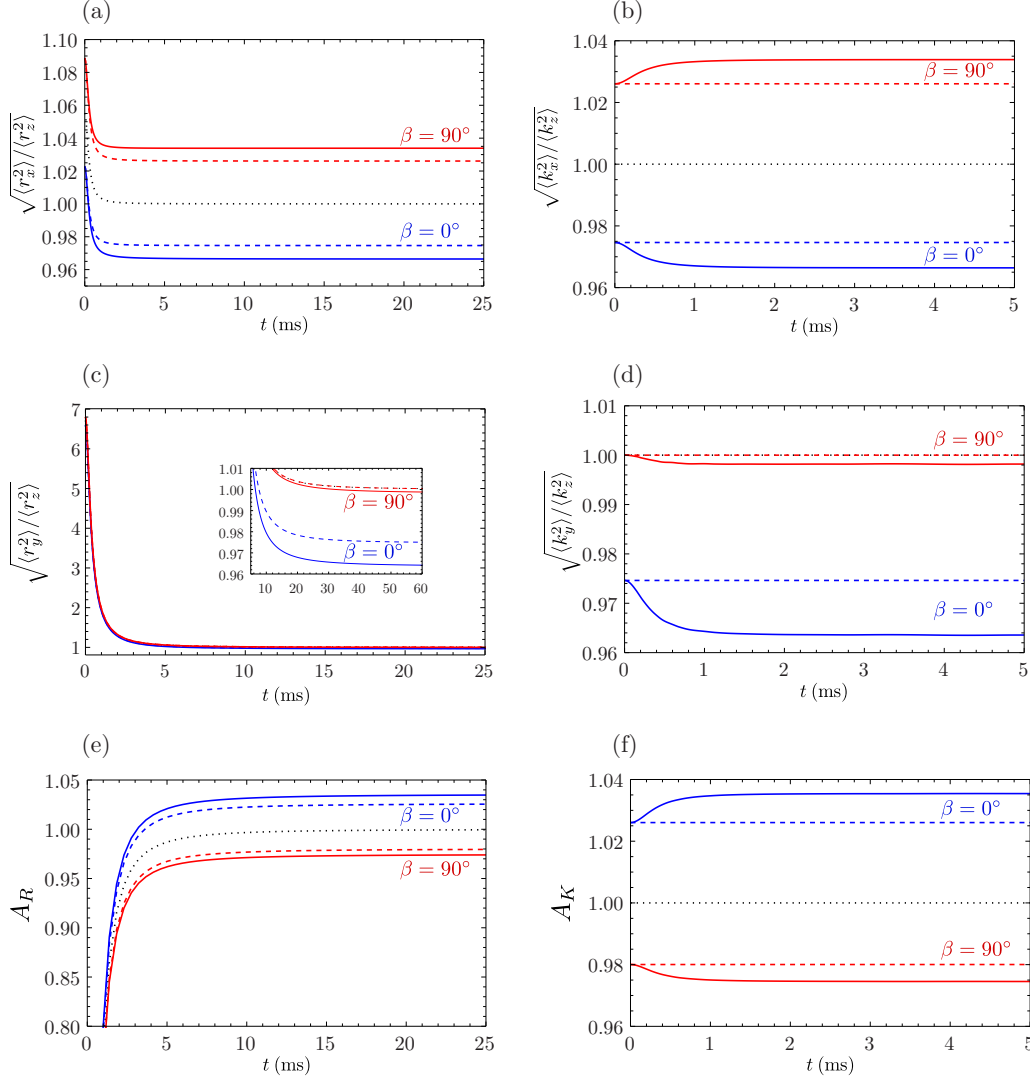 (a)
√⟨r_x^2⟩/⟨r_z^2⟩
1.10
1.08
1.06
1.04
1.02
1.00
0.98
0.96
β = 90°
β = 0°
0 5 10 15 20 25
t (ms)
(b)
√⟨k_x^2⟩/⟨k_z^2⟩
1.04
1.02
1.00
0.98
0.96
β = 90°
β = 0°
0 1 2 3 4 5
t (ms)
(c)
√⟨r_y^2⟩/⟨r_z^2⟩
7
6
5
4
3
2
1
1.01
1.00
0.99
0.98
0.97
0.96
β = 90°
β = 0°
10 20 30 40 50 60
0 5 10 15 20 25
t (ms)
(d)
√⟨k_y^2⟩/⟨k_z^2⟩
1.01
1.00
0.99
0.98
0.97
0.96
β = 90°
β = 0°
0 1 2 3 4 5
t (ms)
(e)
A_R
1.05
1.00
0.95
0.90
0.85
0.80
β = 0°
β = 90°
0 5 10 15 20 25
t (ms)
(f)
A_K
1.04
1.02
1.00
0.98
0.96
β = 0°
β = 90°
0 1 2 3 4 5
t (ms)